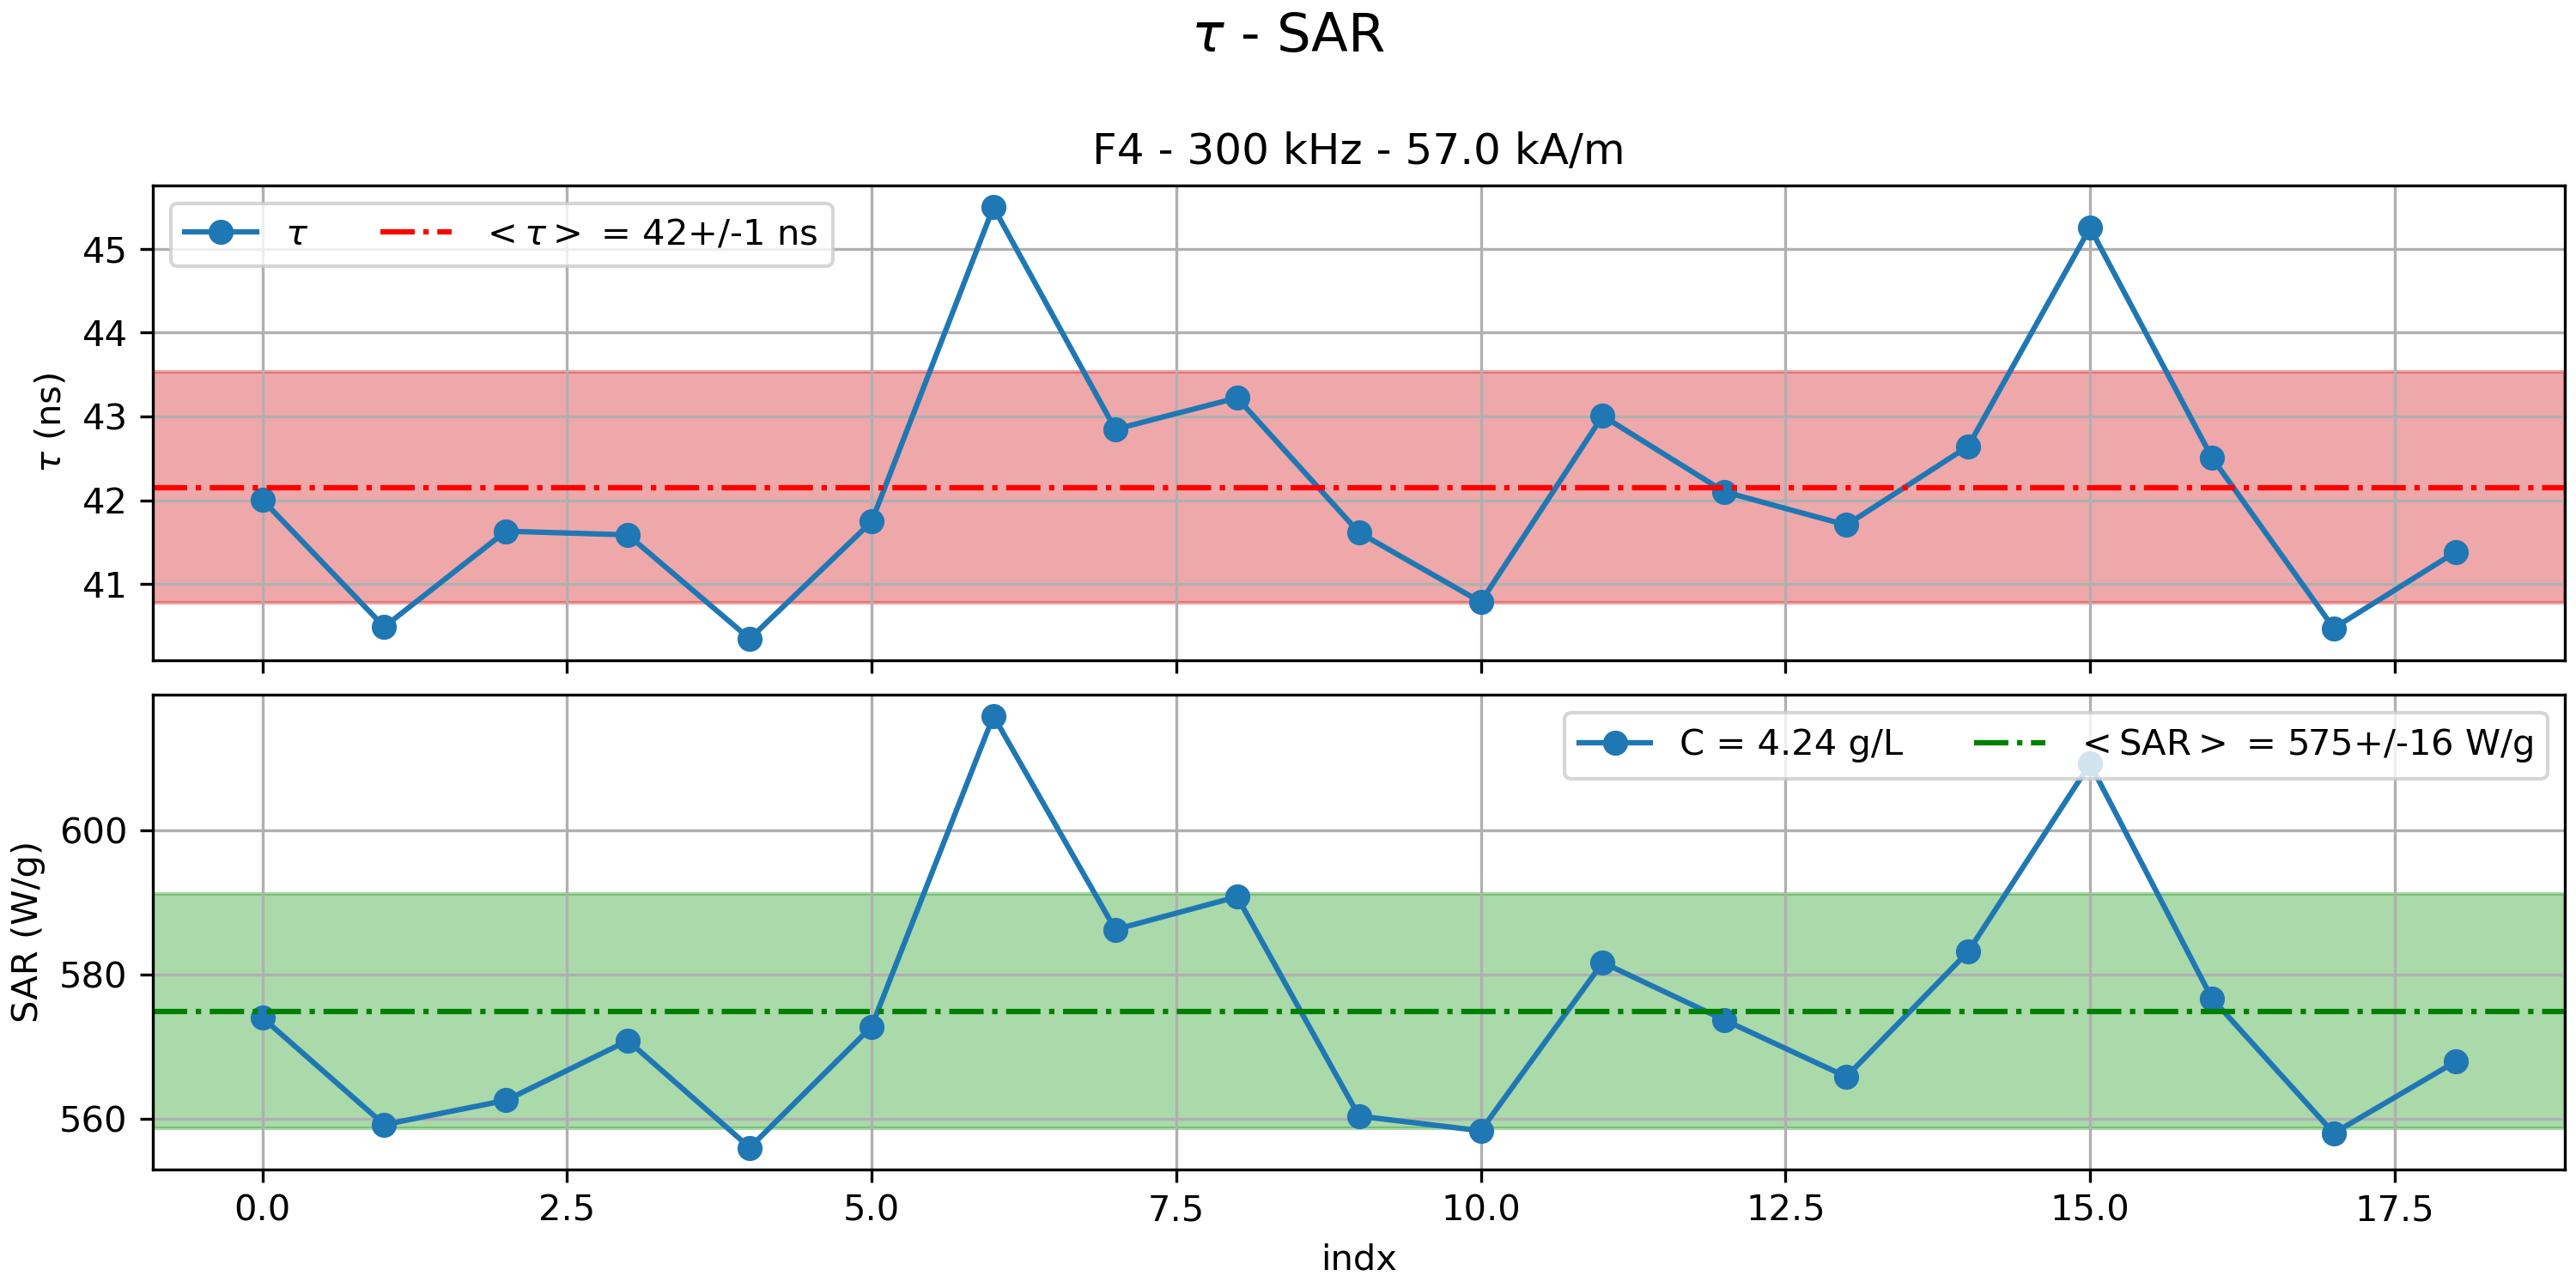 τ - SAR
F4 - 300 kHz - 57.0 kA/m
τ <τ> = 42+/-1 ns
τ (ns)
45
44
43
42
41
C = 4.24 g/L <SAR> = 575+/-16 W/g
SAR (W/g)
600
580
560
0.0 2.5 5.0 7.5 10.0 12.5 15.0 17.5
indx